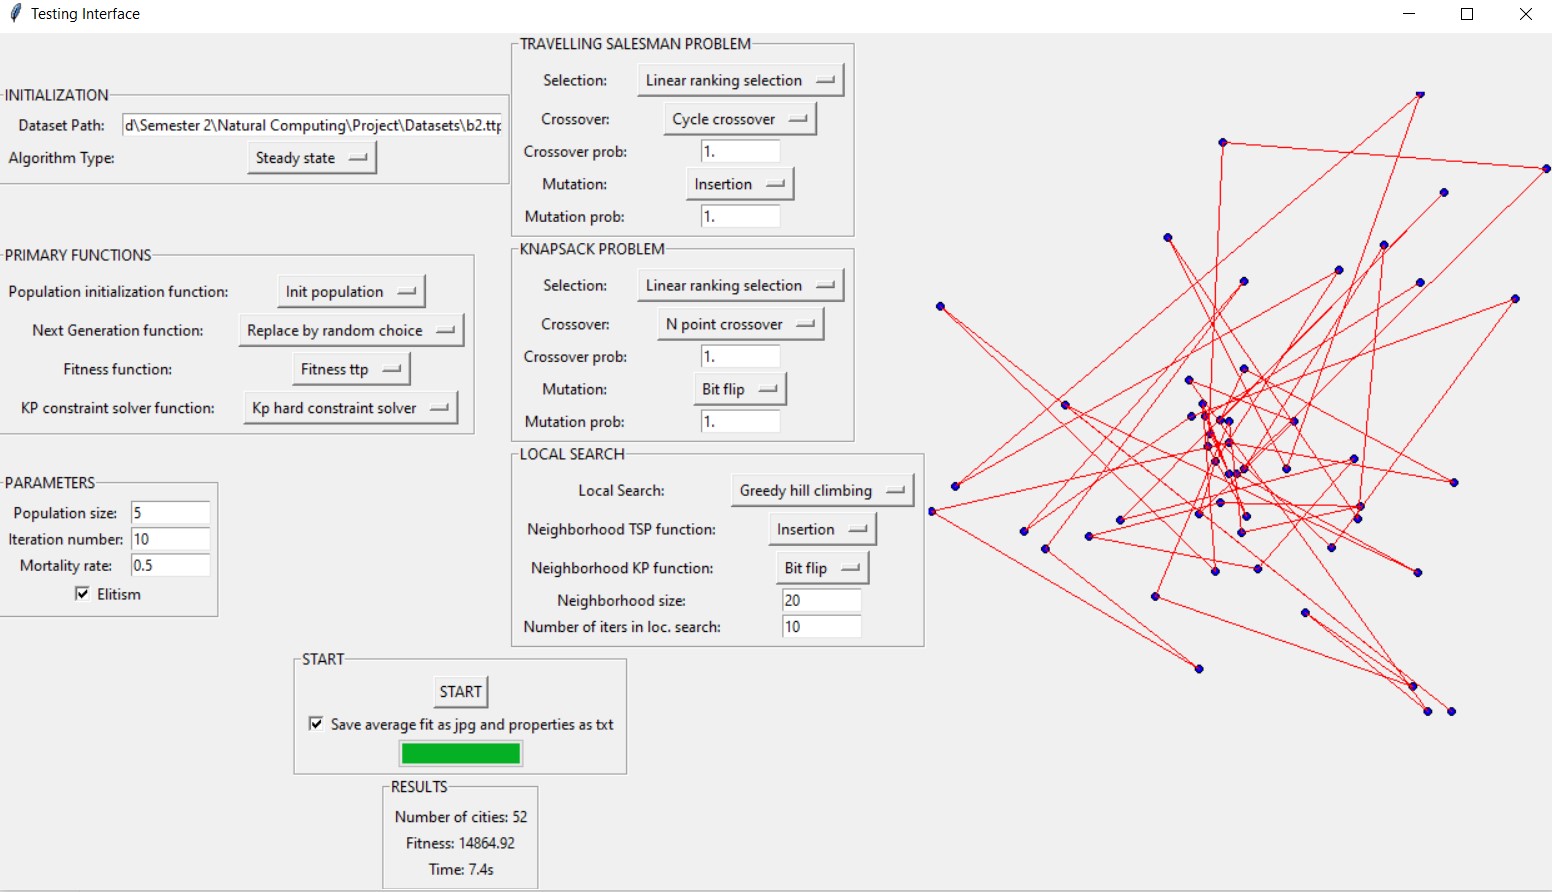 Testing Interface
INITIALIZATION
Dataset Path: d\Semester 2\Natural Computing\Project\Datasets\b2.ttp
Algorithm Type: Steady state
PRIMARY FUNCTIONS
Population initialization function: Init population
Next Generation function: Replace by random choice
Fitness function: Fitness ttp
KP constraint solver function: Kp hard constraint solver
PARAMETERS
Population size: 5
Iteration number: 10
Mortality rate: 0.5
Elitism
TRAVELLING SALESMAN PROBLEM
Selection: Linear ranking selection
Crossover: Cycle crossover
Crossover prob: 1.
Mutation: Insertion
Mutation prob: 1.
KNAPSACK PROBLEM
Selection: Linear ranking selection
Crossover: N point crossover
Crossover prob: 1.
Mutation: Bit flip
Mutation prob: 1.
LOCAL SEARCH
Local Search: Greedy hill climbing
Neighborhood TSP function: Insertion
Neighborhood KP function: Bit flip
Neighborhood size: 20
Number of iters in loc. search: 10
START
START
Save average fit as jpg and properties as txt
RESULTS
Number of cities: 52
Fitness: 14864.92
Time: 7.4s